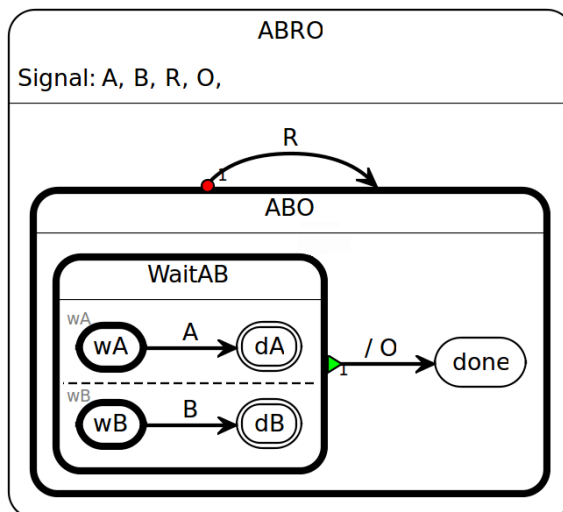 ABRO
Signal: A, B, R, O,
R
1
ABO
WaitAB
wA
wA A dA
/ O
1
done
wB
wB B dB